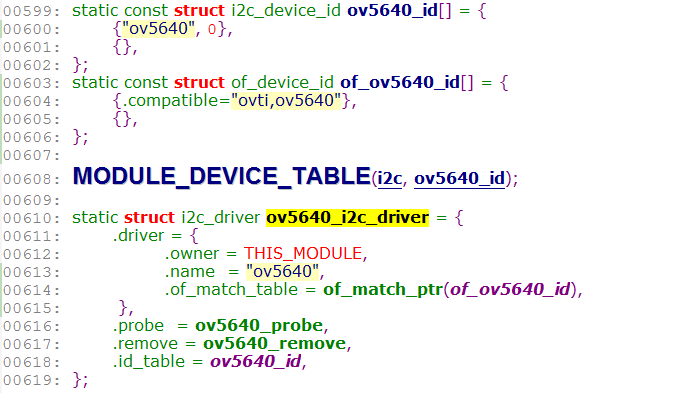 00599: static const struct i2c_device_id ov5640_id[] = {
00600:     {"ov5640", 0},
00601:     {},
00602: };
00603: static const struct of_device_id of_ov5640_id[] = {
00604:     {.compatible="ovti,ov5640"},
00605:     {},
00606: };
00607:
00608: MODULE_DEVICE_TABLE(i2c, ov5640_id);
00609:
00610: static struct i2c_driver ov5640_i2c_driver = {
00611:     .driver = {
00612:         .owner = THIS_MODULE,
00613:         .name  = "ov5640",
00614:         .of_match_table = of_match_ptr(of_ov5640_id),
00615:     },
00616:     .probe  = ov5640_probe,
00617:     .remove = ov5640_remove,
00618:     .id_table = ov5640_id,
00619: };